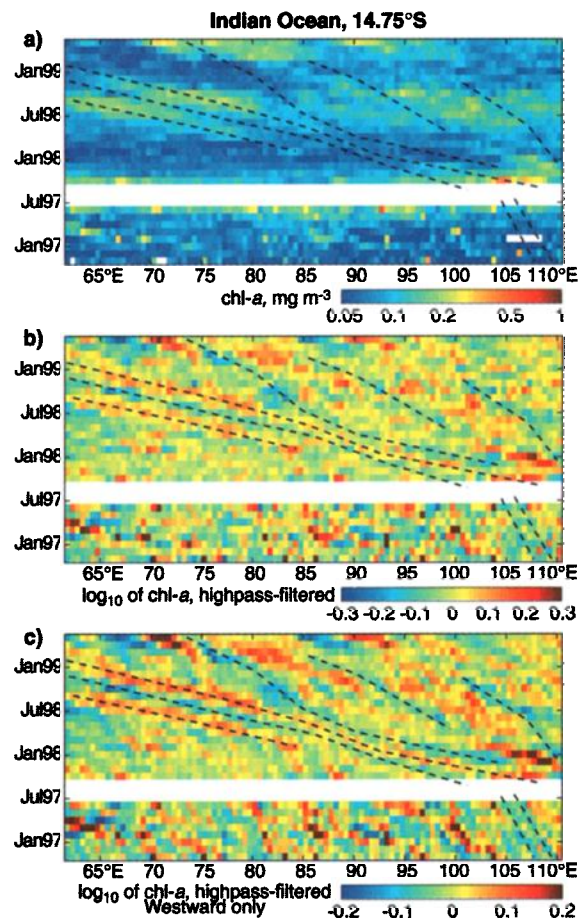 Indian Ocean, 14.75°S
a)
Jan99
Jul98
Jan98
Jul97
Jan97
65°E 70 75 80 85 90 95 100 105 110°E
chl-a, mg m-3
0.05 0.1 0.2 0.5 1
b)
Jan99
Jul98
Jan98
Jul97
Jan97
65°E 70 75 80 85 90 95 100 105 110°E
log10 of chl-a, highpass-filtered
-0.3 -0.2 -0.1 0 0.1 0.2 0.3
c)
Jan99
Jul98
Jan98
Jul97
Jan97
65°E 70 75 80 85 90 95 100 105 110°E
log10 of chl-a, highpass-filtered
Westward only
-0.2 -0.1 0 0.1 0.2